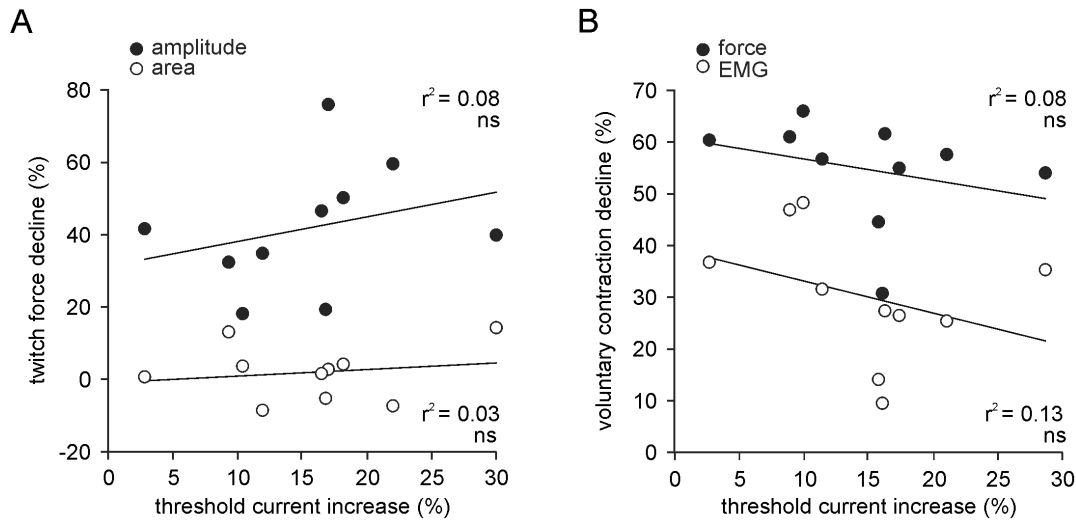 A
amplitude
area
80
60
40
20
0
-20
twitch force decline (%)
r² = 0.08
ns
r² = 0.03
ns
0 5 10 15 20 25 30
threshold current increase (%)
B
force
EMG
70
60
50
40
30
20
10
0
voluntary contraction decline (%)
r² = 0.08
ns
r² = 0.13
ns
0 5 10 15 20 25 30
threshold current increase (%)